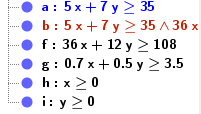 a : 5 x + 7 y ≥ 35
b : 5 x + 7 y ≥ 35 ∧ 36 x
f : 36 x + 12 y ≥ 108
g : 0.7 x + 0.5 y ≥ 3.5
h : x ≥ 0
i : y ≥ 0